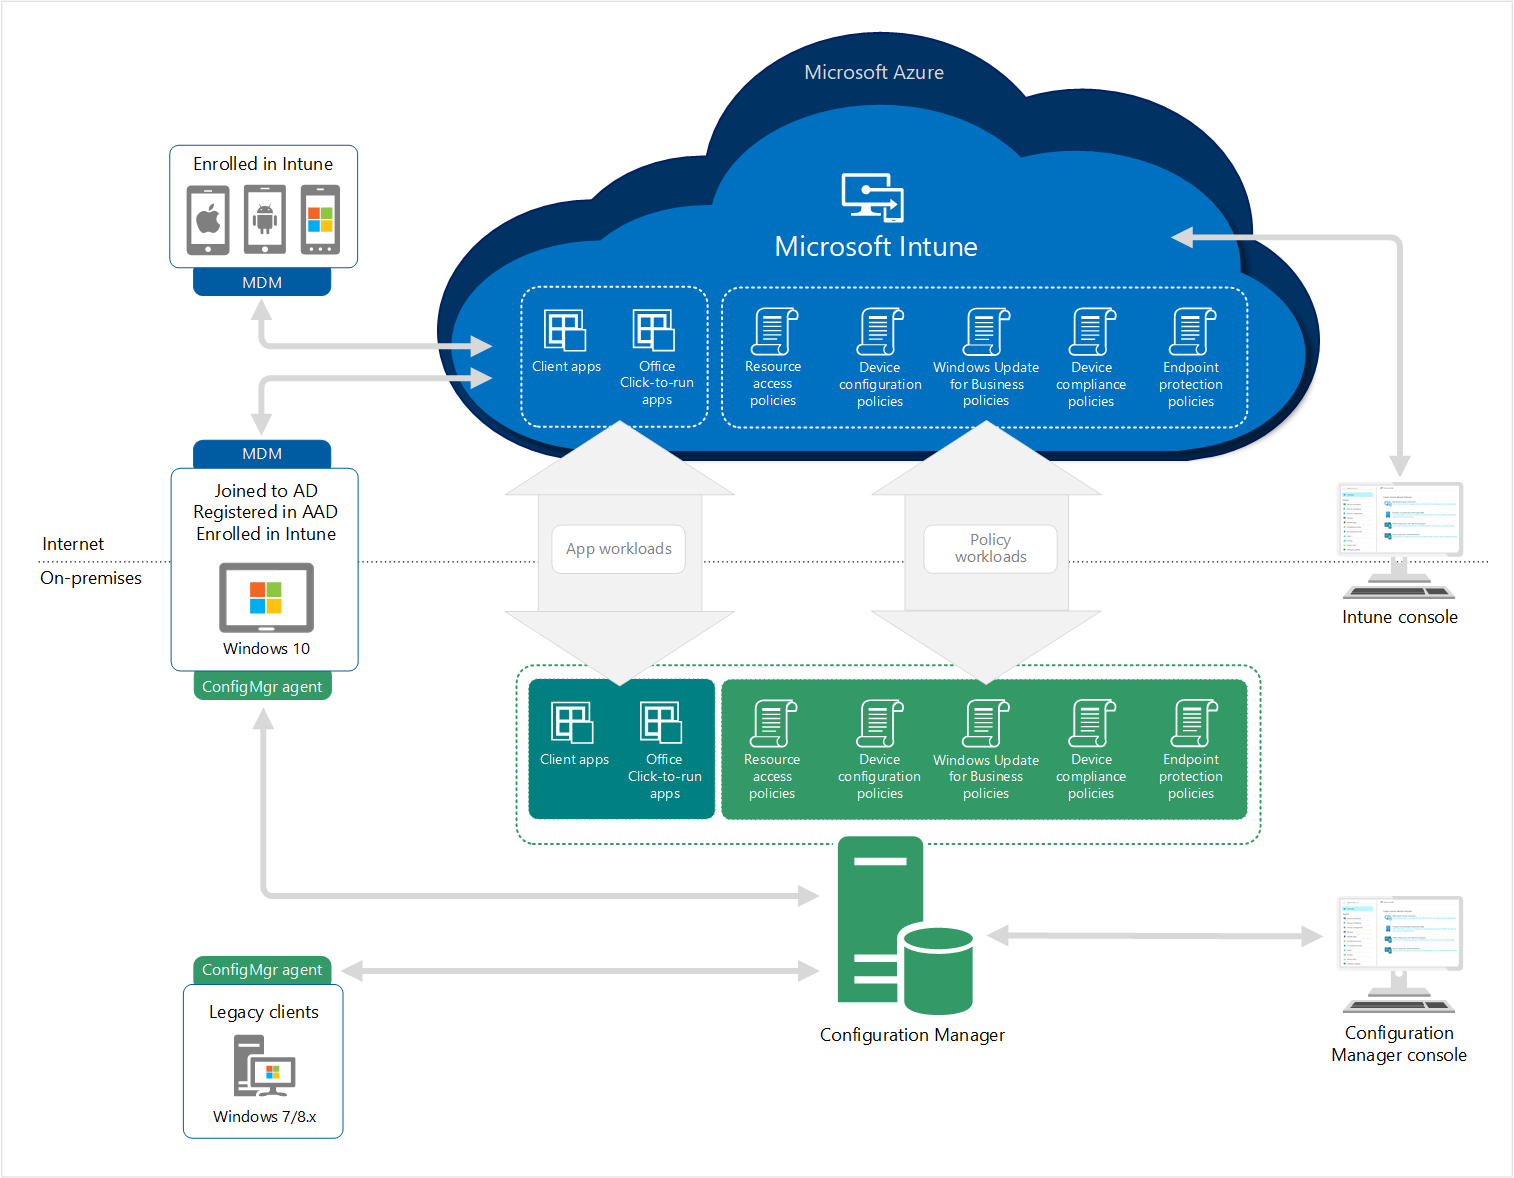 Microsoft Azure
Enrolled in Intune
MDM
Microsoft Intune
Client apps
Office
Click-to-run
apps
Resource
access
policies
Device
configuration
policies
Windows Update
for Business
policies
Device
compliance
policies
Endpoint
protection
policies
MDM
Joined to AD
Registered in AAD
Enrolled in Intune
Windows 10
ConfigMgr agent
Internet
On-premises
App workloads
Policy
workloads
Intune console
Client apps
Office
Click-to-run
apps
Resource
access
policies
Device
configuration
policies
Windows Update
for Business
policies
Device
compliance
policies
Endpoint
protection
policies
ConfigMgr agent
Legacy clients
Windows 7/8.x
Configuration Manager
Configuration
Manager console